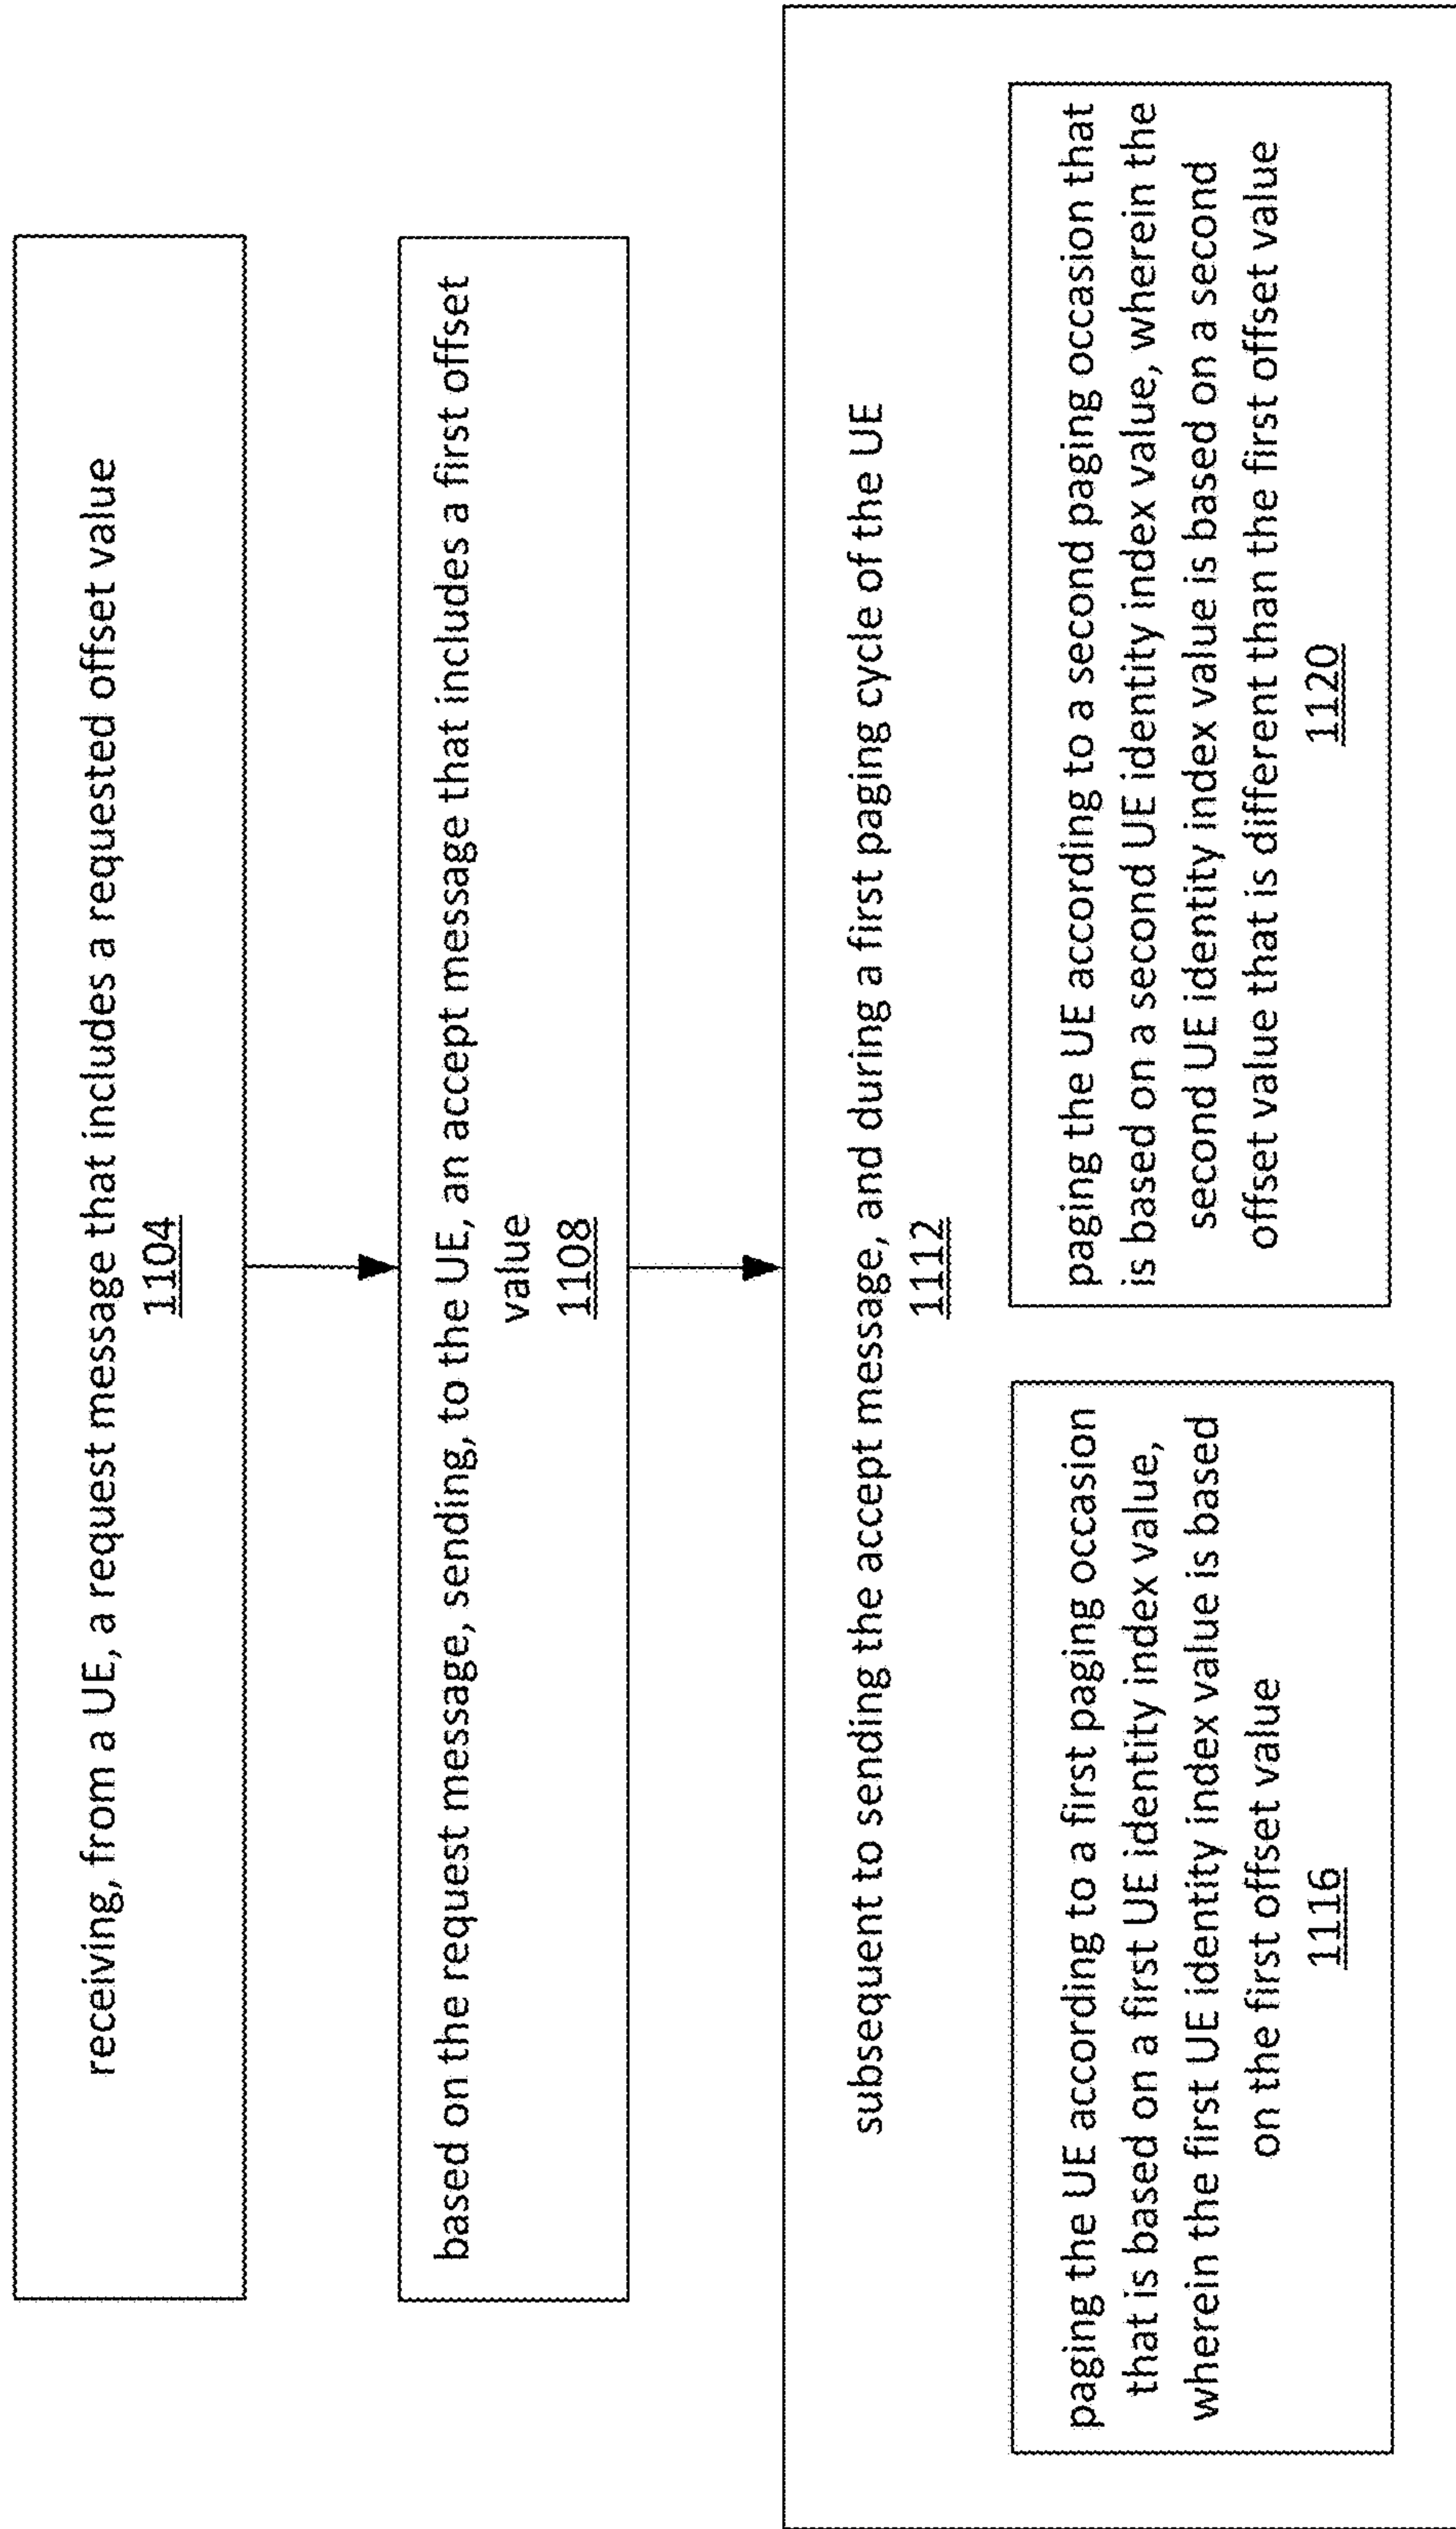 receiving, from a UE, a request message that includes a requested offset value
1104
based on the request message, sending, to the UE, an accept message that includes a first offset
value
1108
subsequent to sending the accept message, and during a first paging cycle of the UE
1112
paging the UE according to a first paging occasion
that is based on a first UE identity index value,
wherein the first UE identity index value is based
on the first offset value
1116
paging the UE according to a second paging occasion that
is based on a second UE identity index value, wherein the
second UE identity index value is based on a second
offset value that is different than the first offset value
1120